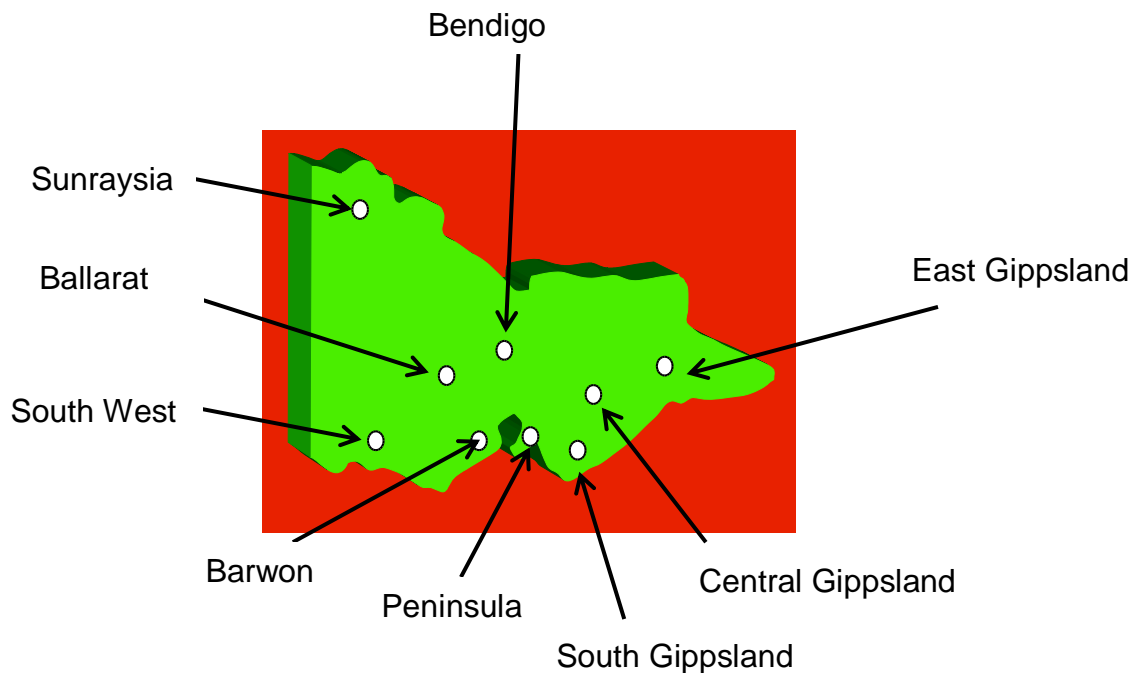 Bendigo
Sunraysia
Ballarat
East Gippsland
South West
Barwon
Central Gippsland
Peninsula
South Gippsland